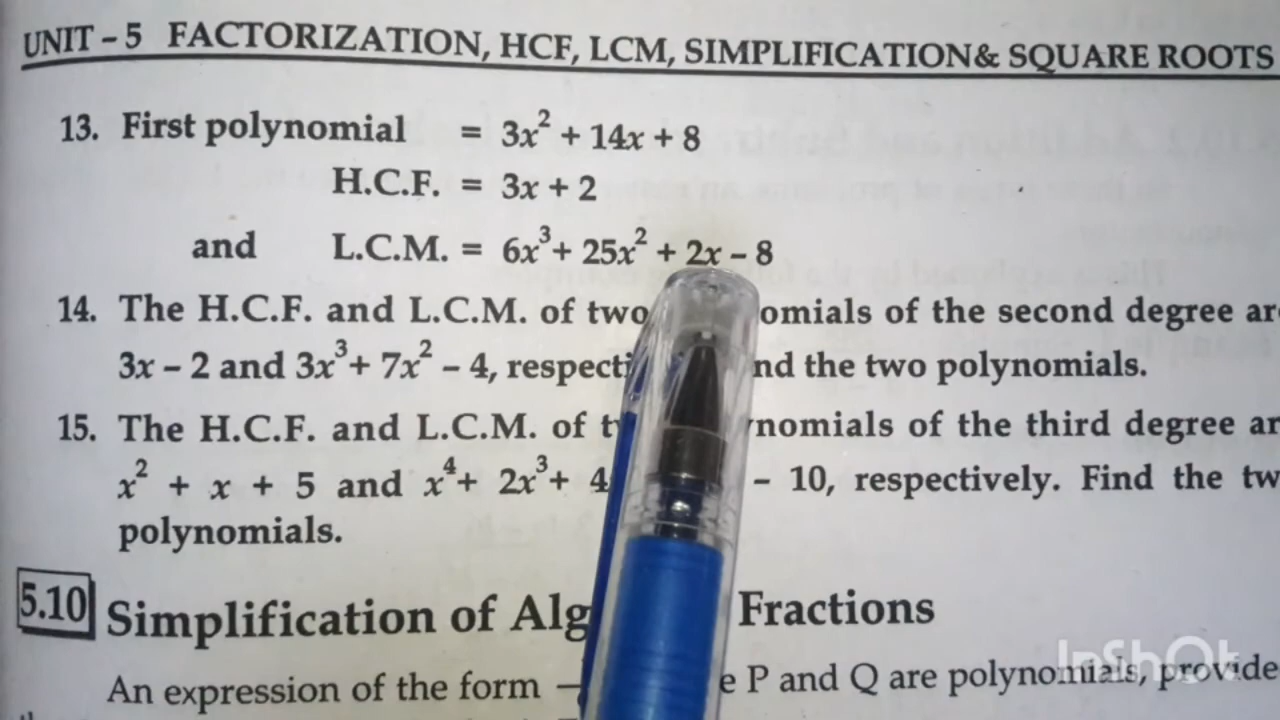 UNIT – 5 FACTORIZATION, HCF, LCM, SIMPLIFICATION& SQUARE ROOTS
13. First polynomial = 3x² + 14x + 8
H.C.F. = 3x + 2
and L.C.M. = 6x³ + 25x² + 2x – 8
14. The H.C.F. and L.C.M. of two omials of the second degree ar
3x – 2 and 3x³ + 7x² – 4, respecti nd the two polynomials.
15. The H.C.F. and L.C.M. of t nomials of the third degree ar
x² + x + 5 and x⁴ + 2x³ + 4 – 10, respectively. Find the tw
polynomials.
5.10 Simplification of Alg Fractions
An expression of the form e P and Q are polynomials, provide
InShot